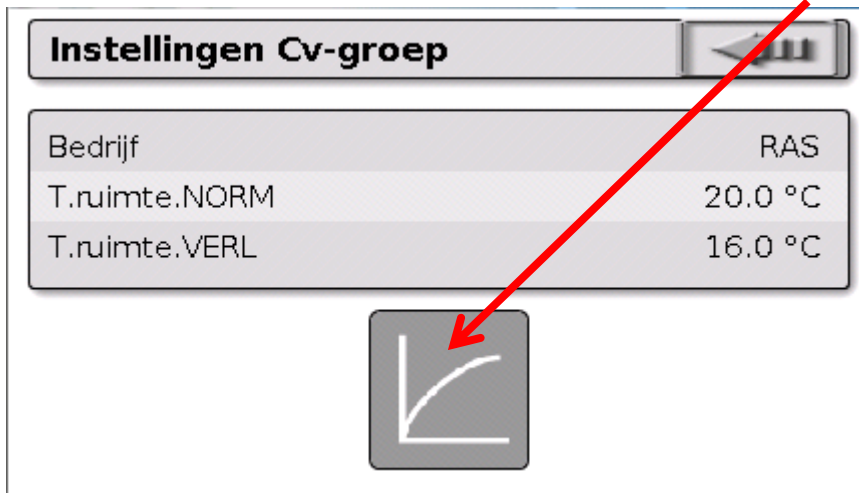 Instellingen Cv-groep
Bedrijf RAS
T.ruimte.NORM 20.0 °C
T.ruimte.VERL 16.0 °C